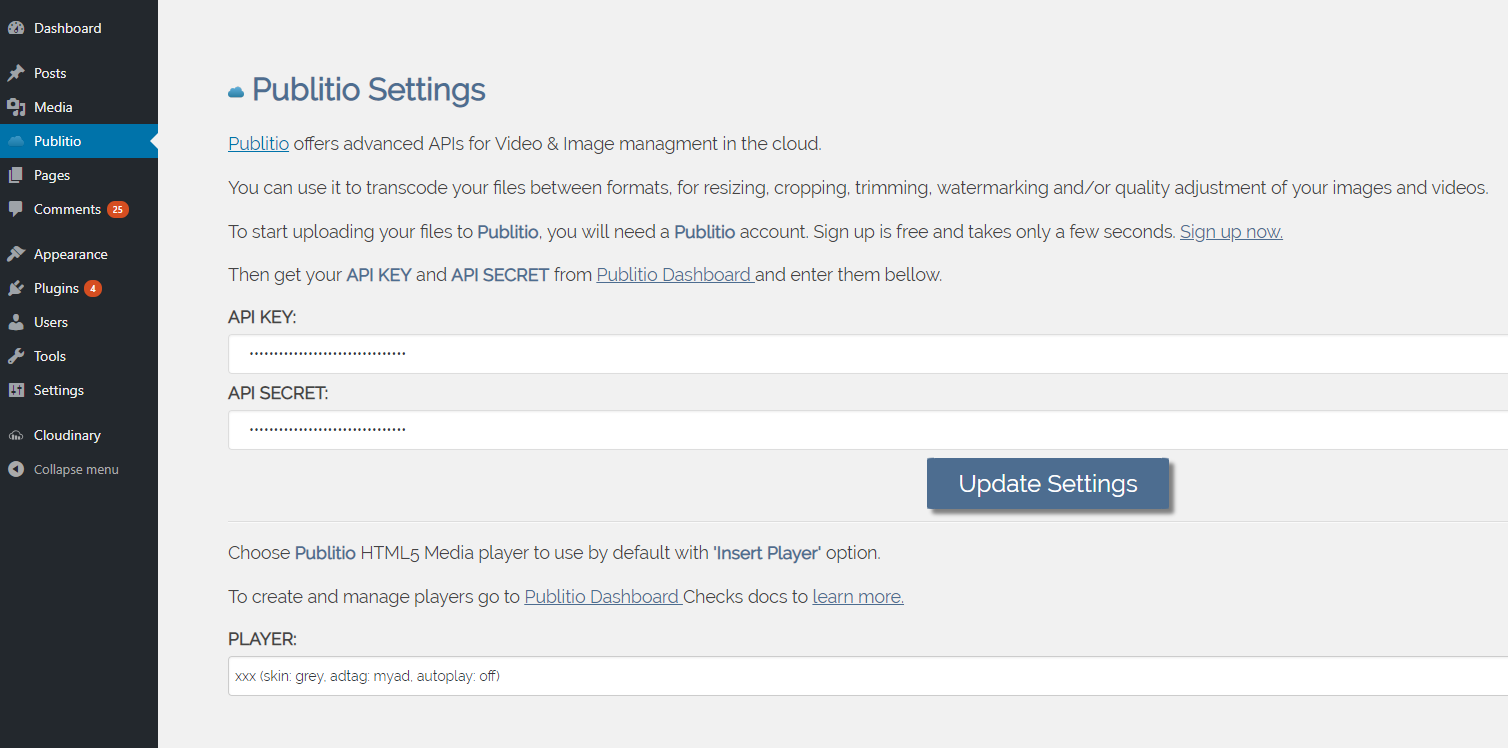 Dashboard
Posts
Media
Publitio
Pages
Comments 25
Appearance
Plugins 4
Users
Tools
Settings
Cloudinary
Collapse menu
Publitio Settings
Publitio offers advanced APIs for Video & Image managment in the cloud.
You can use it to transcode your files between formats, for resizing, cropping, trimming, watermarking and/or quality adjustment of your images and videos.
To start uploading your files to Publitio, you will need a Publitio account. Sign up is free and takes only a few seconds. Sign up now.
Then get your API KEY and API SECRET from Publitio Dashboard and enter them bellow.
API KEY:
API SECRET:
Update Settings
Choose Publitio HTML5 Media player to use by default with 'Insert Player' option.
To create and manage players go to Publitio Dashboard Checks docs to learn more.
PLAYER:
xxx (skin: grey, adtag: myad, autoplay: off)